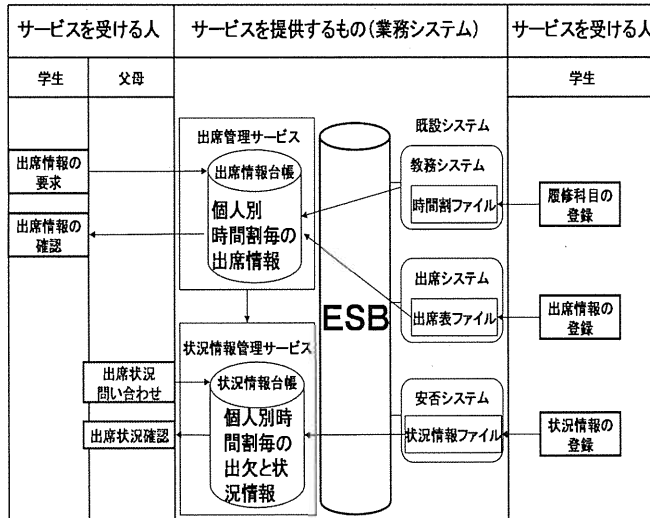 サービスを受ける人
サービスを提供するもの(業務システム)
サービスを受ける人
学生
父母
学生
出席情報の
要求
出席情報の
確認
出席管理サービス
出席情報台帳
個人別
時間割毎の
出席情報
既設システム
教務システム
時間割ファイル
履修科目の
登録
出席システム
出席表ファイル
出席情報の
登録
ESB
状況情報管理サービス
出席状況
問い合わせ
状況情報台帳
個人別時
間割毎の
出欠と状
況情報
出席状況確認
安否システム
状況情報ファイル
状況情報の
登録